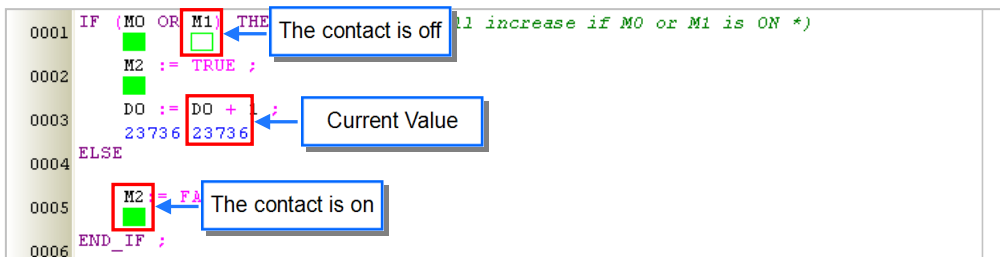 0001 IF (M0 OR M1) THE The contact is off ll increase if M0 or M1 is ON *)
0002 M2 := TRUE ;
0003 D0 := D0 + 1 ;
23736 23736 Current Value
0004 ELSE
0005 M2:= FA The contact is on
0006 END_IF ;